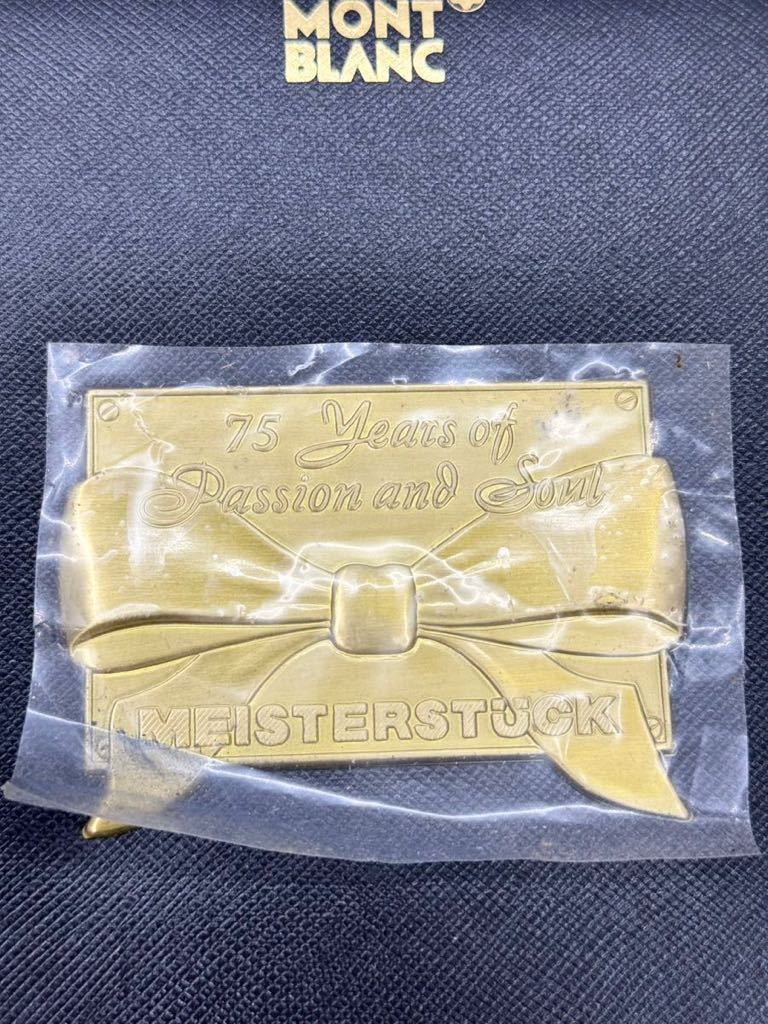 MONT
BLANC
75 Years of
Passion and Soul
MEISTERSTÜCK